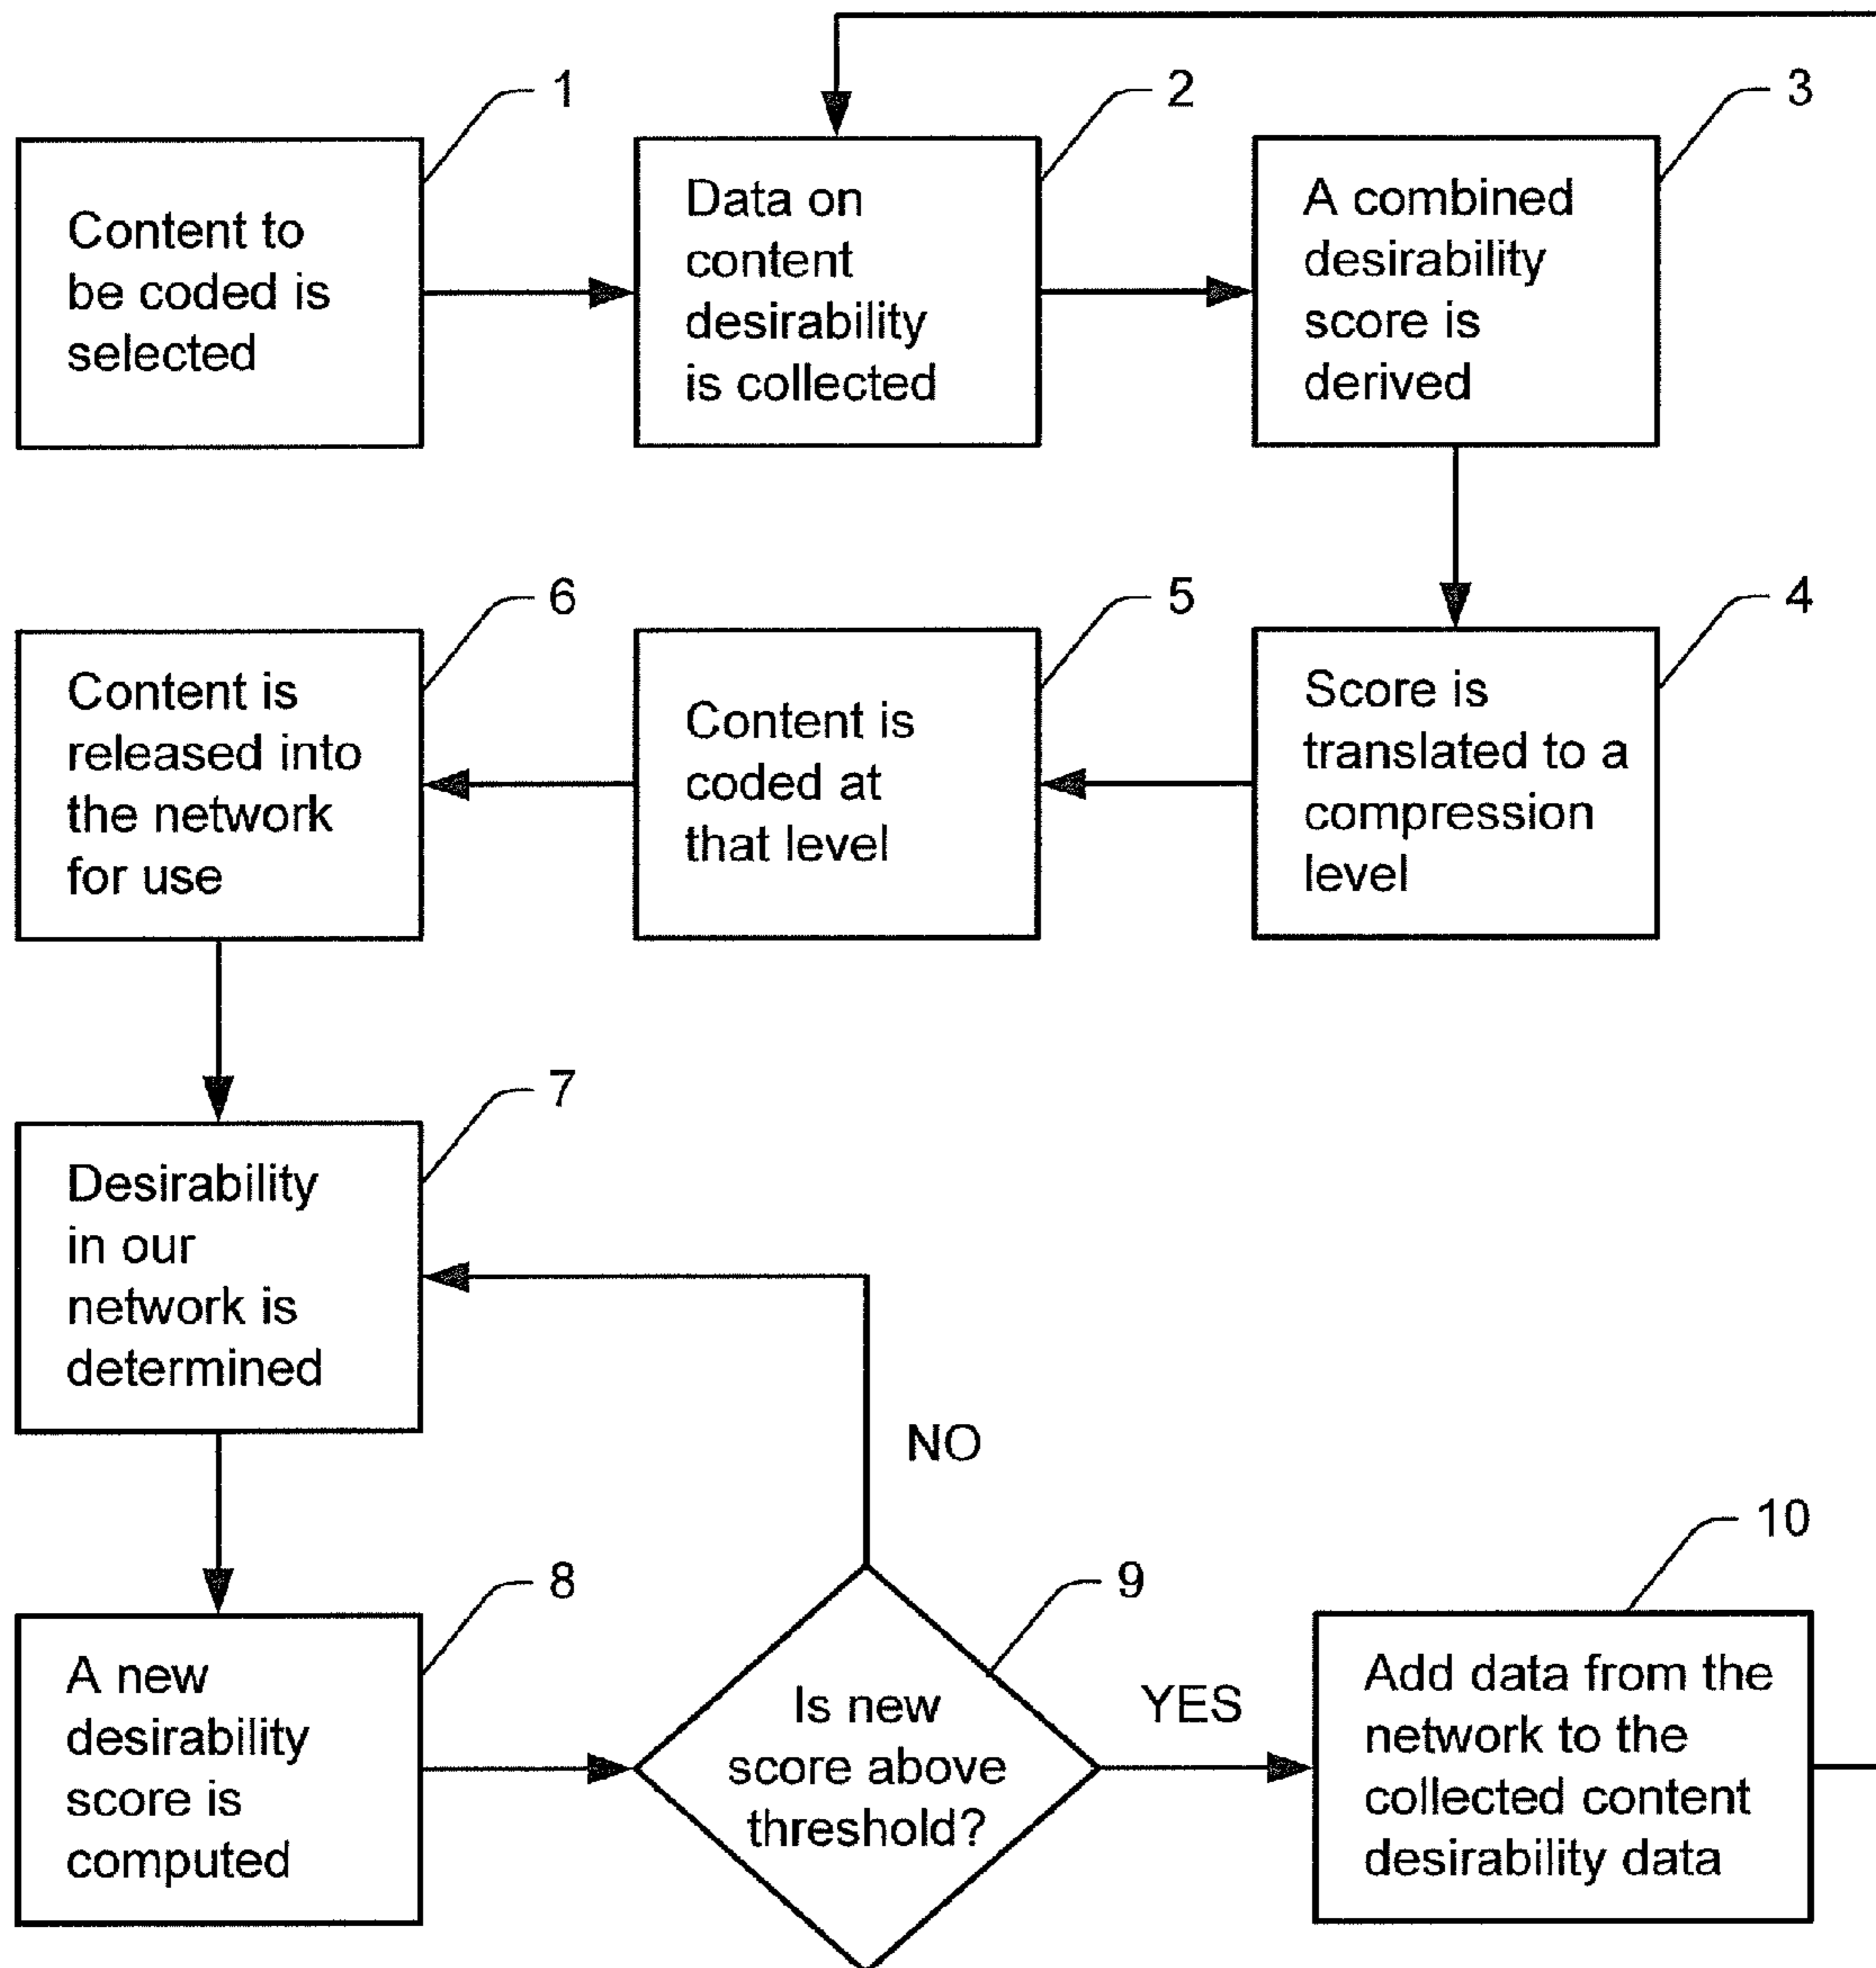 1
Content to
be coded is
selected
2
Data on
content
desirability
is collected
3
A combined
desirability
score is
derived
4
Score is
translated to a
compression
level
5
Content is
coded at
that level
6
Content is
released into
the network
for use
7
Desirability
in our
network is
determined
8
A new
desirability
score is
computed
9
Is new
score above
threshold?
NO
YES
10
Add data from the
network to the
collected content
desirability data